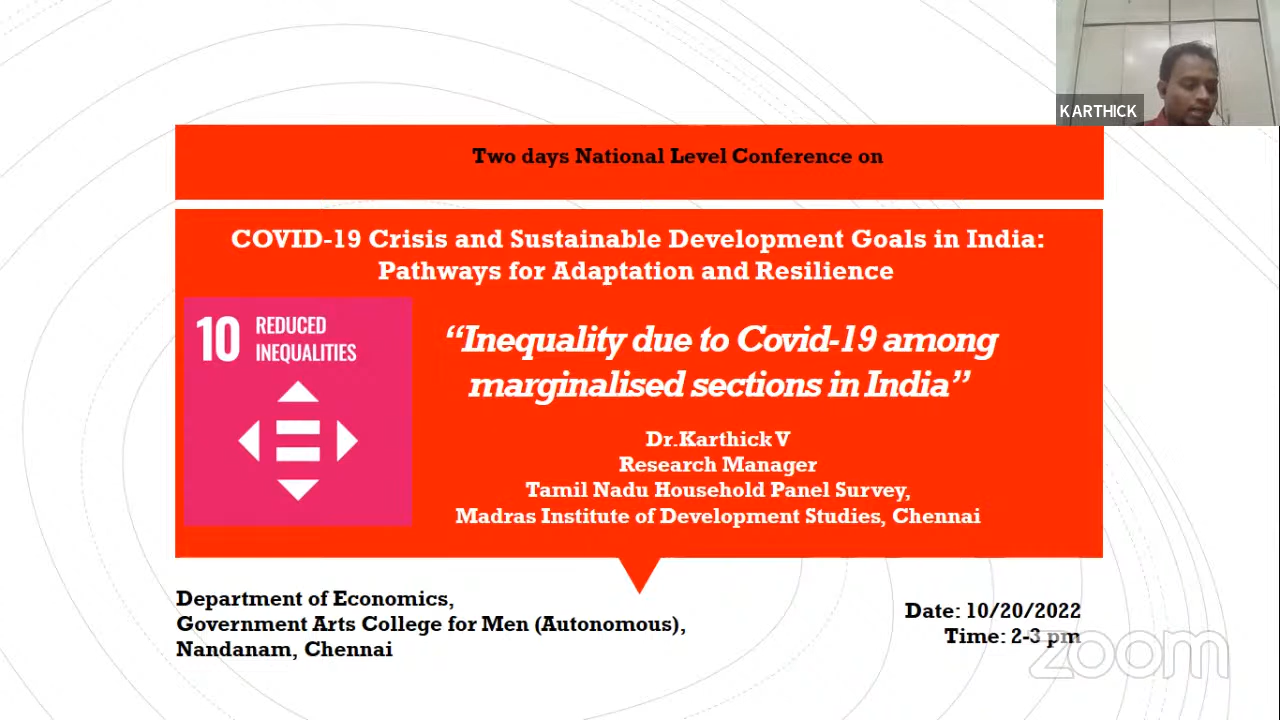 KARTHICK
Two days National Level Conference on
COVID-19 Crisis and Sustainable Development Goals in India:
Pathways for Adaptation and Resilience
10 REDUCED
INEQUALITIES
“Inequality due to Covid-19 among
marginalised sections in India”
Dr.Karthick V
Research Manager
Tamil Nadu Household Panel Survey,
Madras Institute of Development Studies, Chennai
Department of Economics,
Government Arts College for Men (Autonomous),
Nandanam, Chennai
Date: 10/20/2022
Time: 2-3 pm
zoom